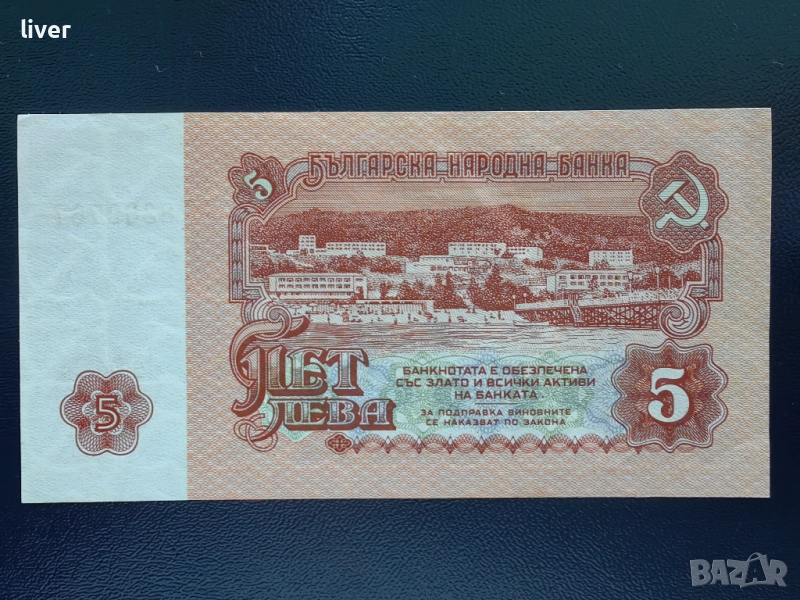 liver
БЪЛГАРСКА НАРОДНА БАНКА
5
ПЕТ
ЛЕВА
БАНКНОТАТА Е ОБЕЗПЕЧЕНА
СЪС ЗЛАТО И ВСИЧКИ АКТИВИ
НА БАНКАТА.
ЗА ПОДПРАВКА ВИНОВНИТЕ
СЕ НАКАЗВАТ ПО ЗАКОНА
5
5
BAZAR